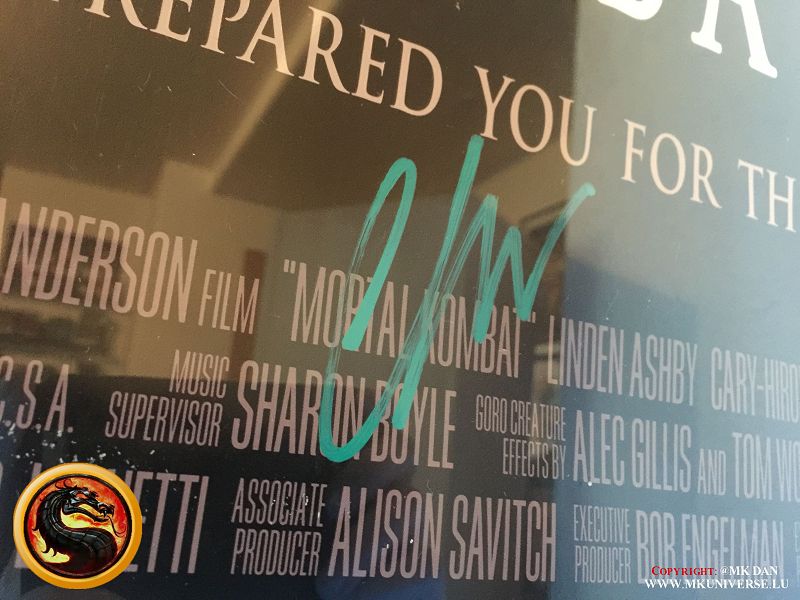 REPARED YOU FOR TH
ANDERSON FILM "MORTAL KOMBAT" LINDEN ASHBY CARY-HIRO
C.S.A. MUSIC SUPERVISOR SHARON BOYLE GORO CREATURE EFFECTS BY ALEC GILLIS AND TOM WO
ETTI ASSOCIATE PRODUCER ALISON SAVITCH EXECUTIVE PRODUCER BOB ENGELMAN
COPYRIGHT: @MK DAN
WWW.MKUNIVERSE.LU